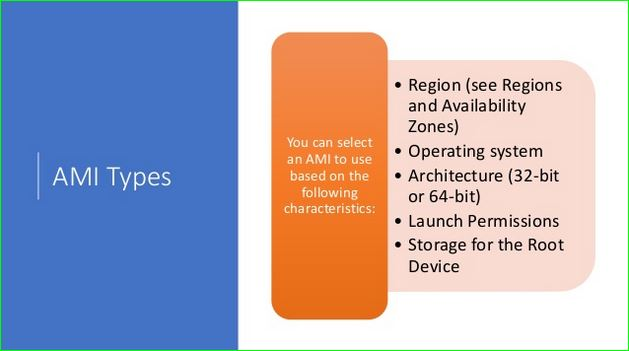 AMI Types
You can select
an AMI to use
based on the
following
characteristics:
• Region (see Regions
and Availability
Zones)
• Operating system
• Architecture (32-bit
or 64-bit)
• Launch Permissions
• Storage for the Root
Device